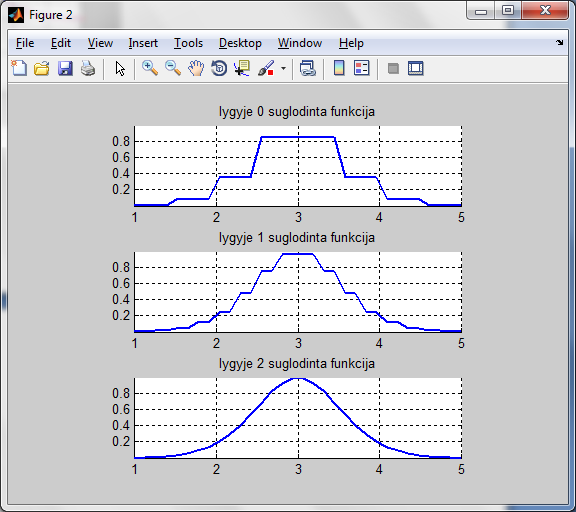 Figure 2
File Edit View Insert Tools Desktop Window Help
lygyje 0 suglodinta funkcija
0.8
0.6
0.4
0.2
1 2 3 4 5
lygyje 1 suglodinta funkcija
0.8
0.6
0.4
0.2
1 2 3 4 5
lygyje 2 suglodinta funkcija
0.8
0.6
0.4
0.2
1 2 3 4 5